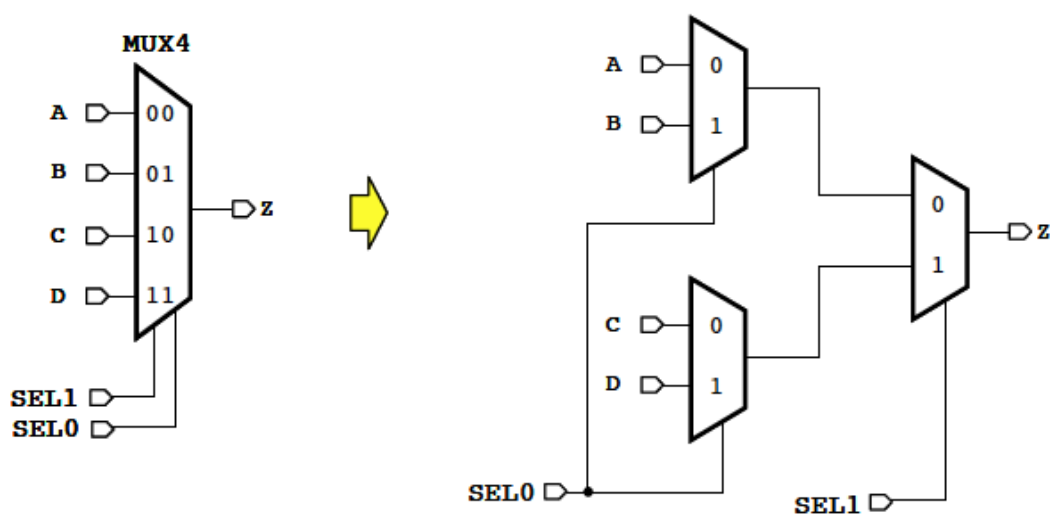 MUX4
A 00
B 01
C 10
D 11
Z
SEL1
SEL0
A 0
B 1
C 0
D 1
0
1
Z
SEL0
SEL1